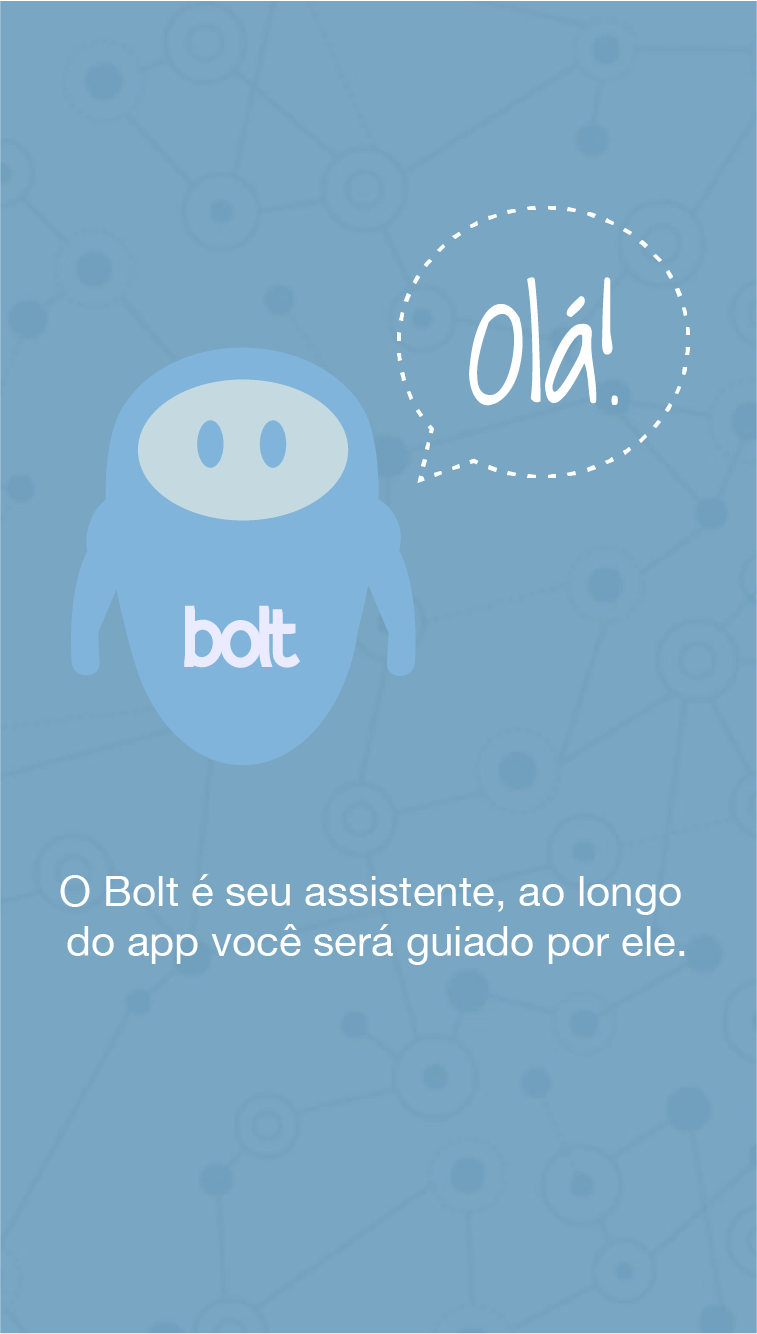 Olá!
bolt
O Bolt é seu assistente, ao longo
do app você será guiado por ele.